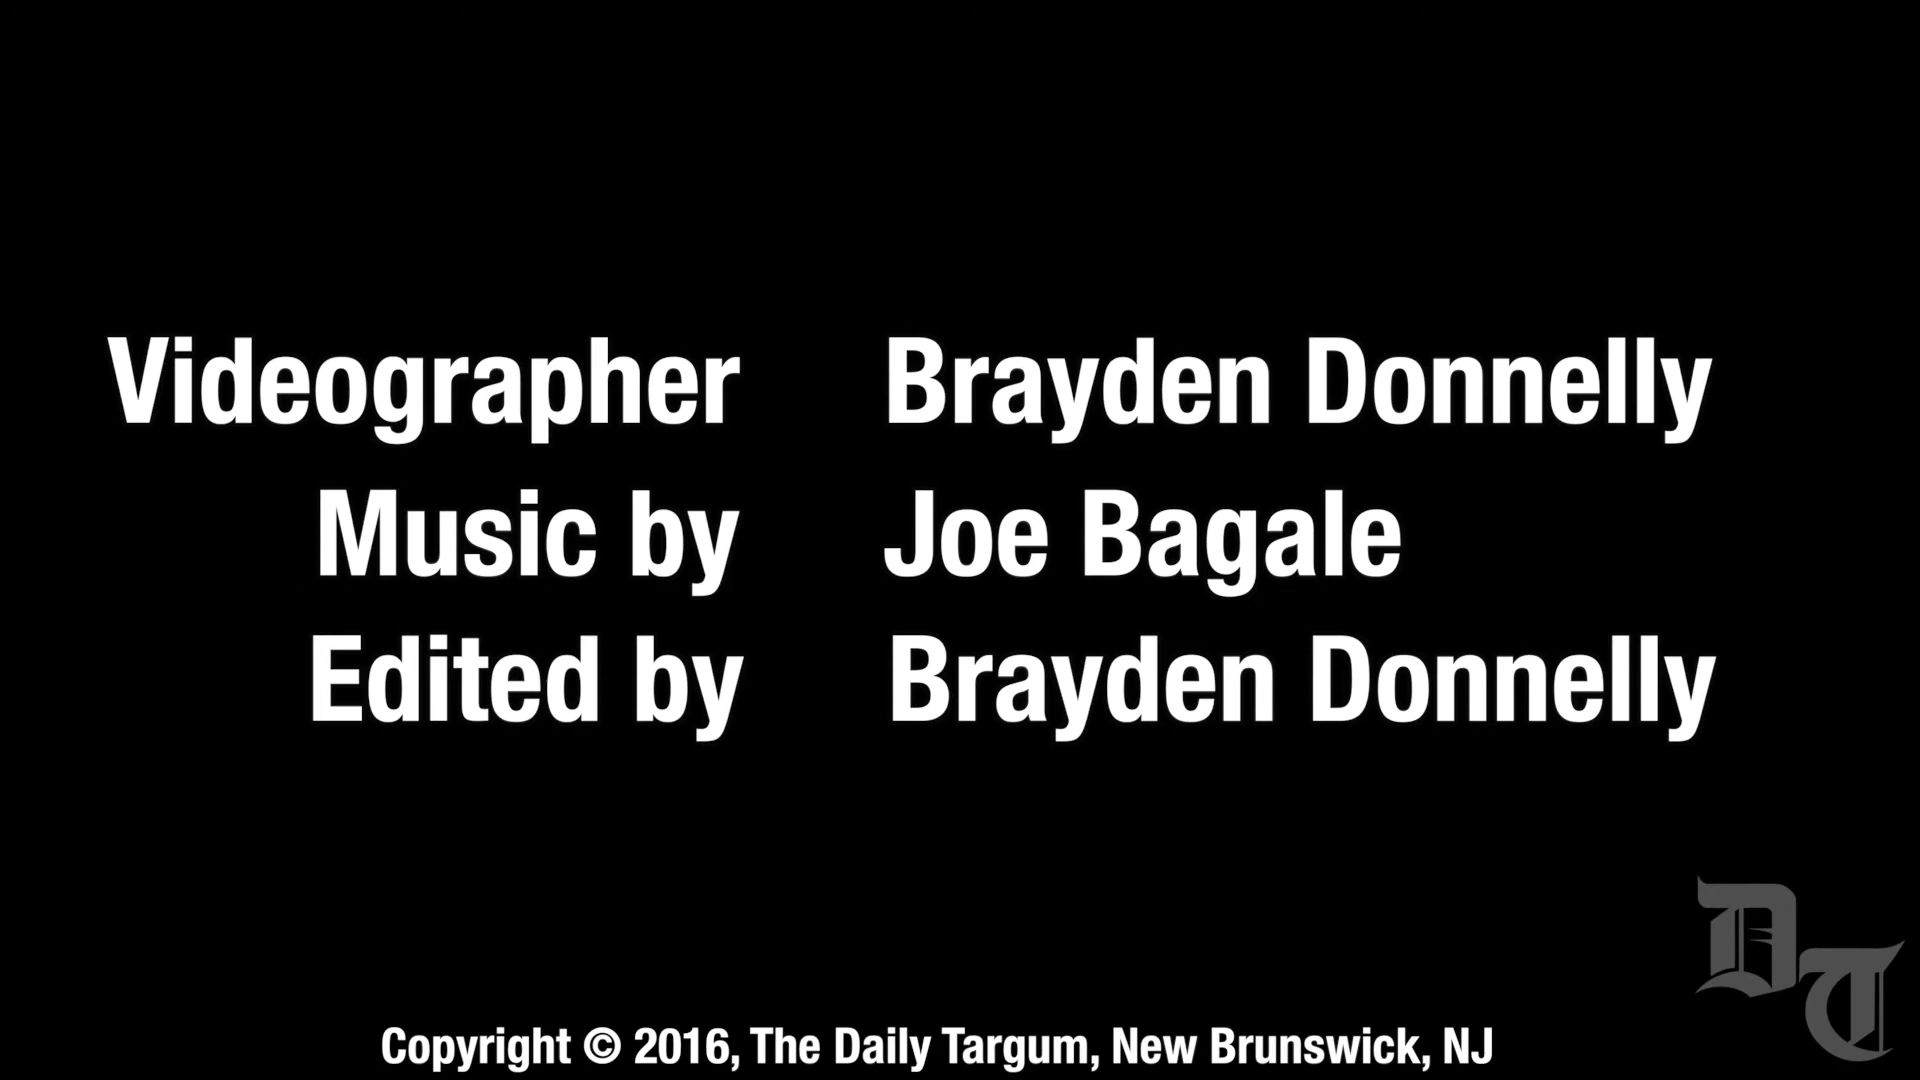 Videographer Brayden Donnelly
Music by Joe Bagale
Edited by Brayden Donnelly
DT
Copyright © 2016, The Daily Targum, New Brunswick, NJ